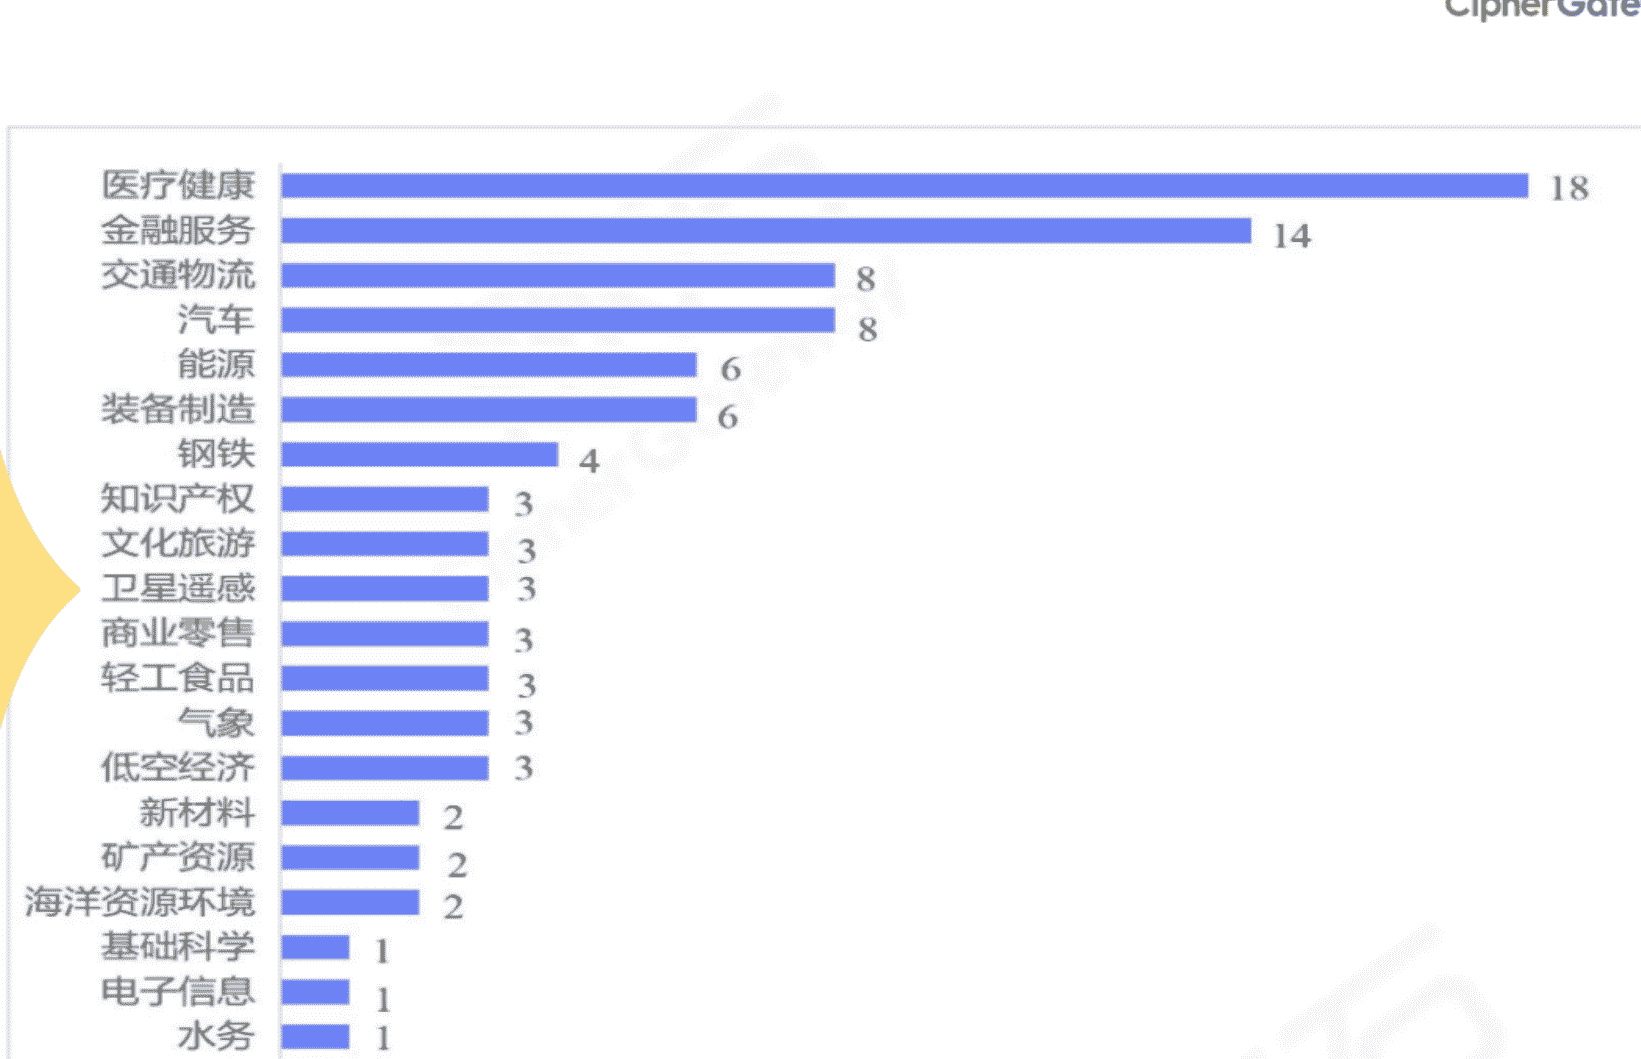 CipherGate
医疗健康 18
金融服务 14
交通物流 8
汽车 8
能源 6
装备制造 6
钢铁 4
知识产权 3
文化旅游 3
卫星遥感 3
商业零售 3
轻工食品 3
气象 3
低空经济 3
新材料 2
矿产资源 2
海洋资源环境 2
基础科学 1
电子信息 1
水务 1